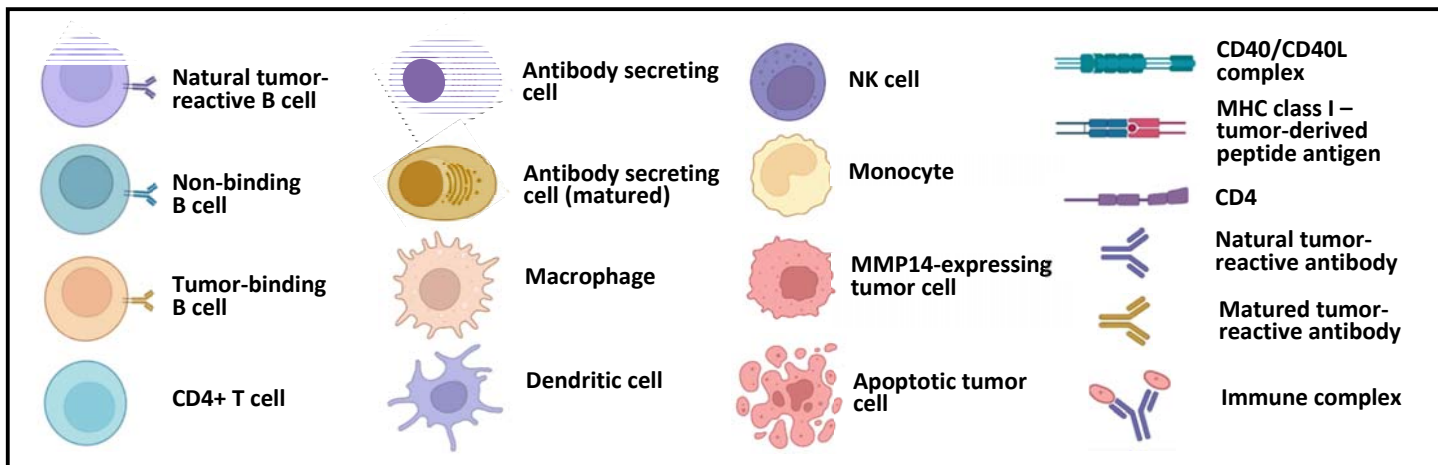 Natural tumor-
reactive B cell
Non-binding
B cell
Tumor-binding
B cell
CD4+ T cell
Antibody secreting
cell
Antibody secreting
cell (matured)
Macrophage
Dendritic cell
NK cell
Monocyte
MMP14-expressing
tumor cell
Apoptotic tumor
cell
CD40/CD40L
complex
MHC class I –
tumor-derived
peptide antigen
CD4
Natural tumor-
reactive antibody
Matured tumor-
reactive antibody
Immune complex